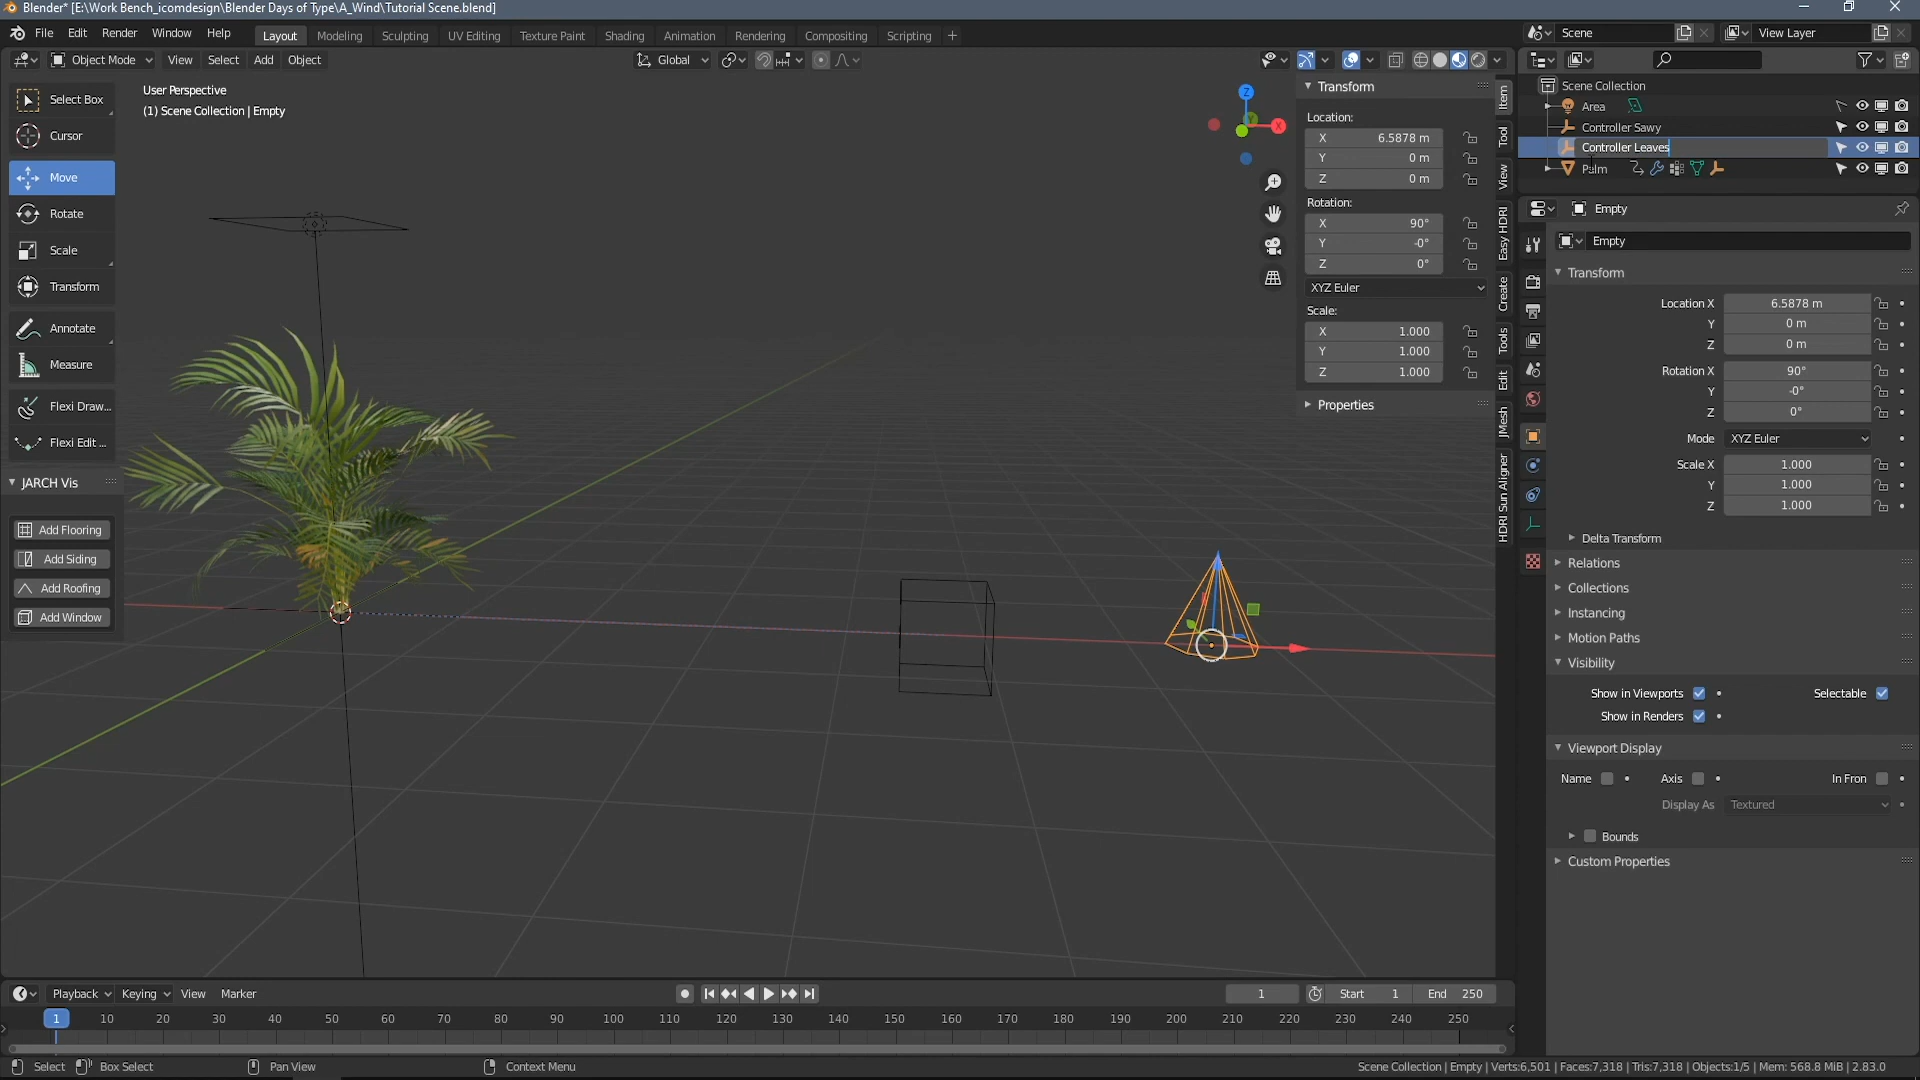 Blender* [E:\Work Bench_icomdesign\Blender Days of Type\A_Wind\Tutorial Scene.blend]
File Edit Render Window Help
Layout Modeling Sculpting UV Editing Texture Paint Shading Animation Rendering Compositing Scripting +
Scene
View Layer
Object Mode View Select Add Object
Global
Select Box
Cursor
Move
Rotate
Scale
Transform
Annotate
Measure
Flexi Draw...
Flexi Edit ...
JARCH Vis
Add Flooring
Add Siding
Add Roofing
Add Window
User Perspective
(1) Scene Collection | Empty
Z
X
Transform
Location:
X 6.5878 m
Y 0 m
Z 0 m
Rotation:
X 90°
Y -0°
Z 0°
XYZ Euler
Scale:
X 1.000
Y 1.000
Z 1.000
Properties
Item
Tool
View
Easy HDRI
Create
Tools
Edit
JMesh
HDRI Sun Aligner
Scene Collection
Area
Controller Sawy
Controller Leaves
Palm
Empty
Empty
Transform
Location X 6.5878 m
Y 0 m
Z 0 m
Rotation X 90°
Y -0°
Z 0°
Mode XYZ Euler
Scale X 1.000
Y 1.000
Z 1.000
Delta Transform
Relations
Collections
Instancing
Motion Paths
Visibility
Show in Viewports Selectable
Show in Renders
Viewport Display
Name Axis In Fron
Display As Textured
Bounds
Custom Properties
Playback Keying View Marker
1 Start 1 End 250
1 10 20 30 40 50 60 70 80 90 100 110 120 130 140 150 160 170 180 190 200 210 220 230 240 250
Select Box Select Pan View Context Menu
Scene Collection | Empty | Verts:6,501 | Faces:7,318 | Tris:7,318 | Objects:1/5 | Mem: 568.8 MiB | 2.83.0